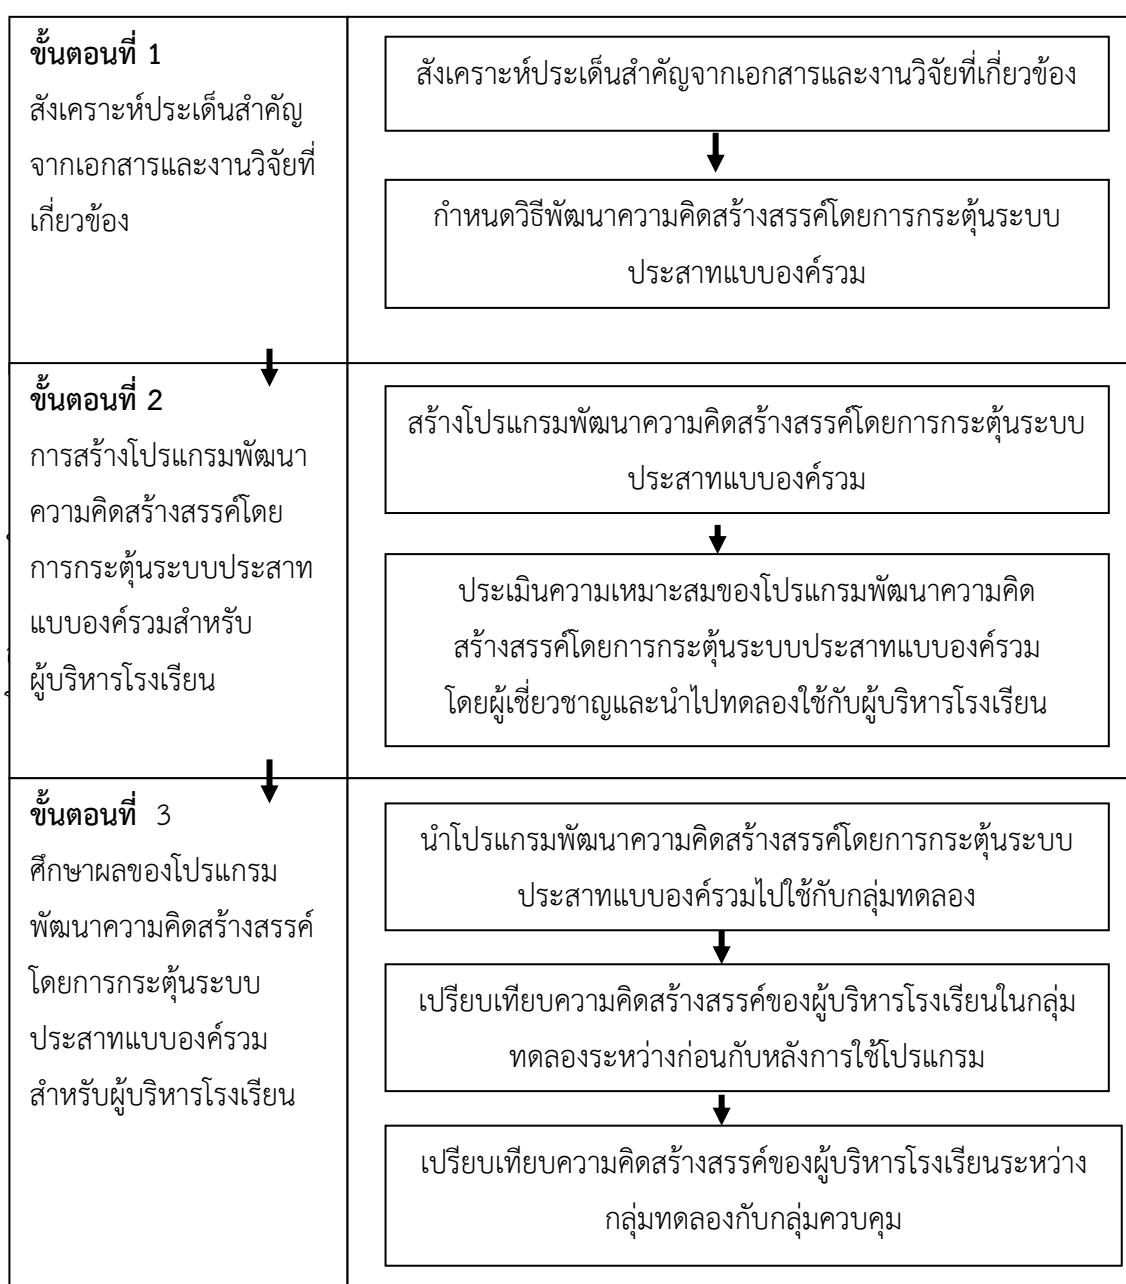 ขั้นตอนที่ 1
สังเคราะห์ประเด็นสำคัญ
จากเอกสารและงานวิจัยที่
เกี่ยวข้อง
สังเคราะห์ประเด็นสำคัญจากเอกสารและงานวิจัยที่เกี่ยวข้อง
กำหนดวิธีพัฒนาความคิดสร้างสรรค์โดยการกระตุ้นระบบ
ประสาทแบบองค์รวม
ขั้นตอนที่ 2
การสร้างโปรแกรมพัฒนา
ความคิดสร้างสรรค์โดย
การกระตุ้นระบบประสาท
แบบองค์รวมสำหรับ
ผู้บริหารโรงเรียน
สร้างโปรแกรมพัฒนาความคิดสร้างสรรค์โดยการกระตุ้นระบบ
ประสาทแบบองค์รวม
ประเมินความเหมาะสมของโปรแกรมพัฒนาความคิด
สร้างสรรค์โดยการกระตุ้นระบบประสาทแบบองค์รวม
โดยผู้เชี่ยวชาญและนำไปทดลองใช้กับผู้บริหารโรงเรียน
ขั้นตอนที่ 3
ศึกษาผลของโปรแกรม
พัฒนาความคิดสร้างสรรค์
โดยการกระตุ้นระบบ
ประสาทแบบองค์รวม
สำหรับผู้บริหารโรงเรียน
นำโปรแกรมพัฒนาความคิดสร้างสรรค์โดยการกระตุ้นระบบ
ประสาทแบบองค์รวมไปใช้กับกลุ่มทดลอง
เปรียบเทียบความคิดสร้างสรรค์ของผู้บริหารโรงเรียนในกลุ่ม
ทดลองระหว่างก่อนกับหลังการใช้โปรแกรม
เปรียบเทียบความคิดสร้างสรรค์ของผู้บริหารโรงเรียนระหว่าง
กลุ่มทดลองกับกลุ่มควบคุม